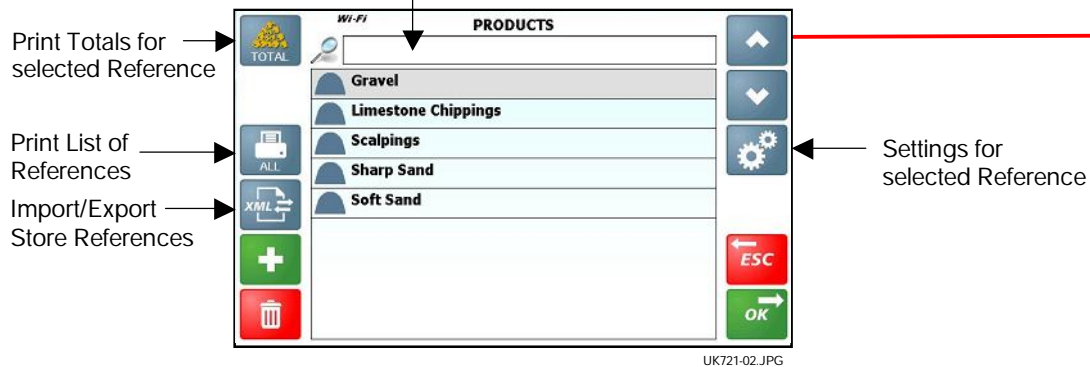 Wi-Fi
PRODUCTS
Print Totals for
selected Reference
TOTAL
Gravel
Limestone Chippings
Scalpings
Sharp Sand
Soft Sand
Print List of
References
ALL
Settings for
selected Reference
Import/Export
Store References
XML
ESC
OK
UK721-02.JPG